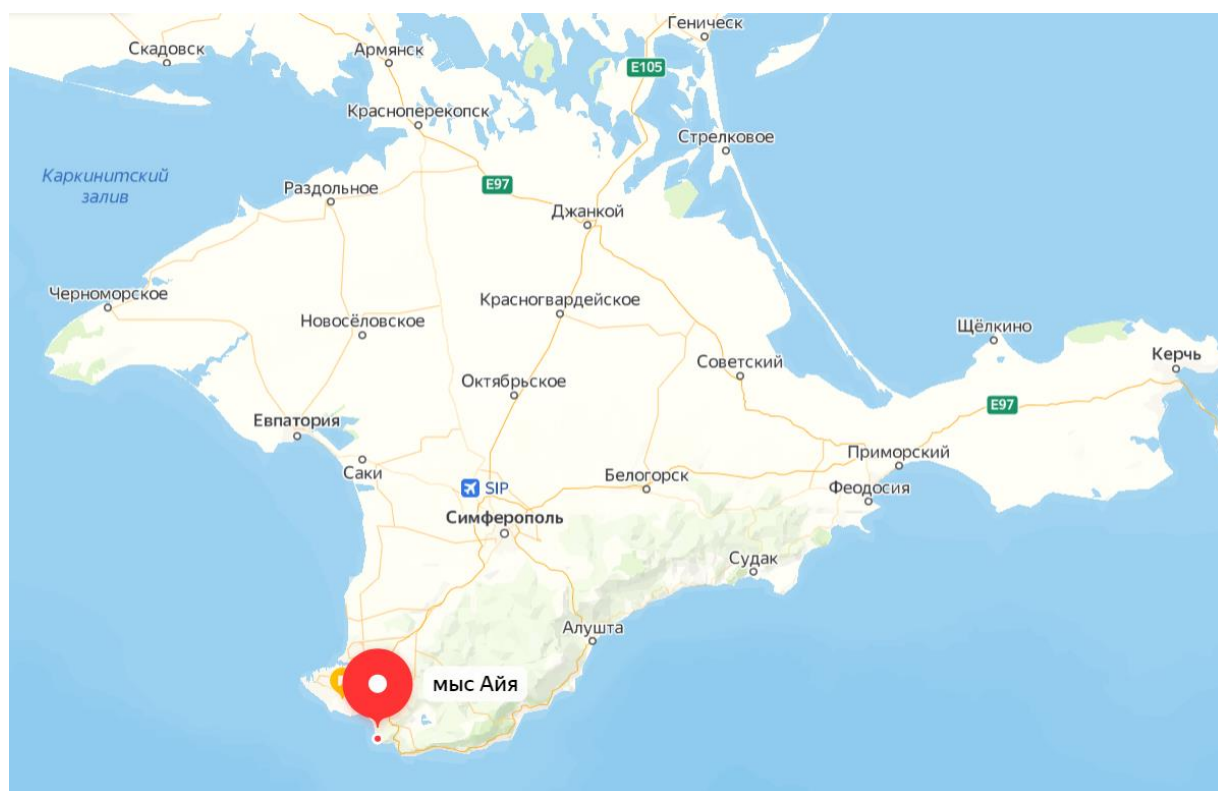 Геническ
Скадовск
Армянск
E105
Красноперекопск
Стрелковое
Каркинитский
залив
Раздольное
E97
Джанкой
Черноморское
Красногвардейское
Новосёловское
Щёлкино
Керчь
Советский
Октябрьское
E97
Евпатория
Приморский
Саки
Белогорск
SIP
Феодосия
Симферополь
Судак
Алушта
мыс Айя